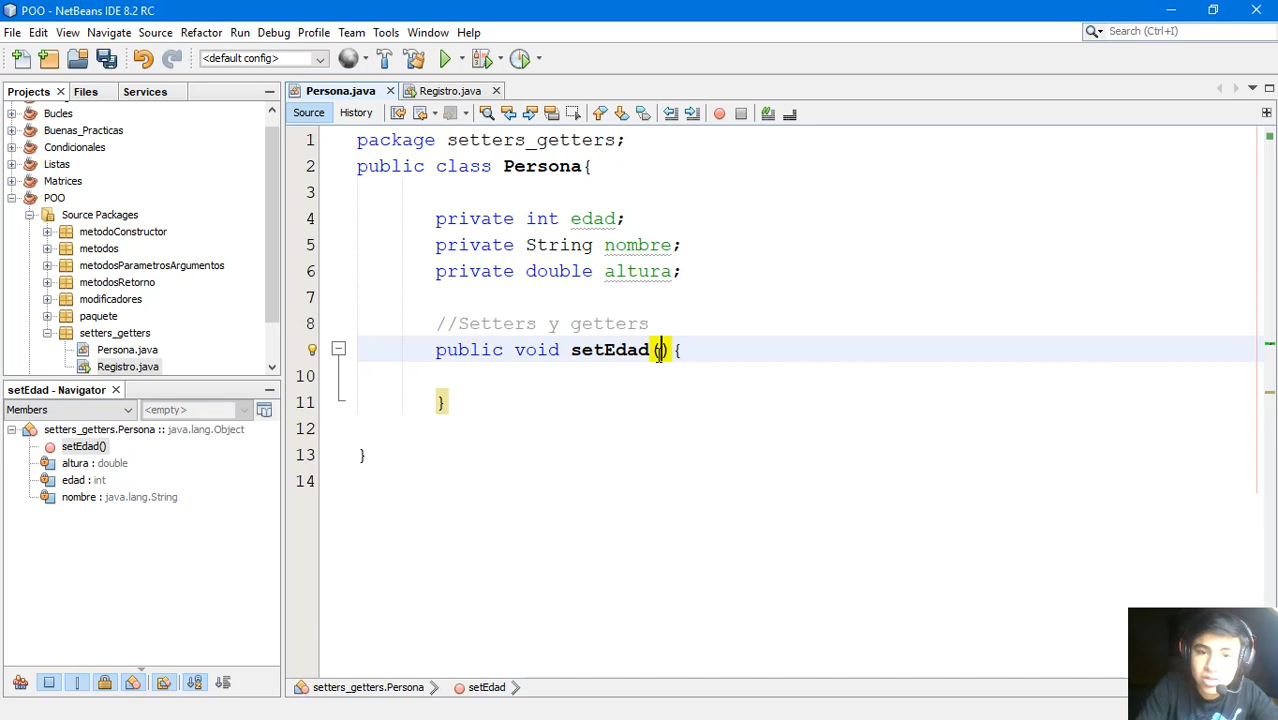 POO - NetBeans IDE 8.2 RC
File Edit View Navigate Source Refactor Run Debug Profile Team Tools Window Help
Search (Ctrl+I)
<default config>
Projects Files Services
Persona.java Registro.java
Source History
Bucles
Buenas_Practicas
Condicionales
Listas
Matrices
POO
Source Packages
metodoConstructor
metodos
metodosParametrosArgumentos
metodosRetorno
modificadores
paquete
setters_getters
Persona.java
Registro.java
setEdad - Navigator
Members <empty>
setters_getters.Persona :: java.lang.Object
setEdad()
altura : double
edad : int
nombre : java.lang.String
1 package setters_getters;
2 public class Persona{
3
4 private int edad;
5 private String nombre;
6 private double altura;
7
8 //Setters y getters
9 public void setEdad(){
10
11 }
12
13 }
14
setters_getters.Persona setEdad